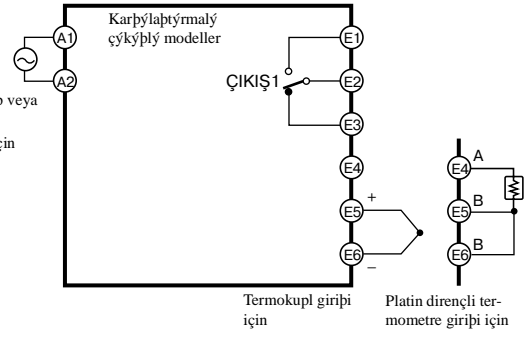 Karþýlaþtýrmalý
çýkýþlý modeller
A1
A2
veya
için
ÇIKIŞ1
E1
E2
E3
E4
E5
E6
+
–
E4
A
E5
B
E6
B
Termokupl giriþi
için
Platin dirençli ter-
mometre giriþi için